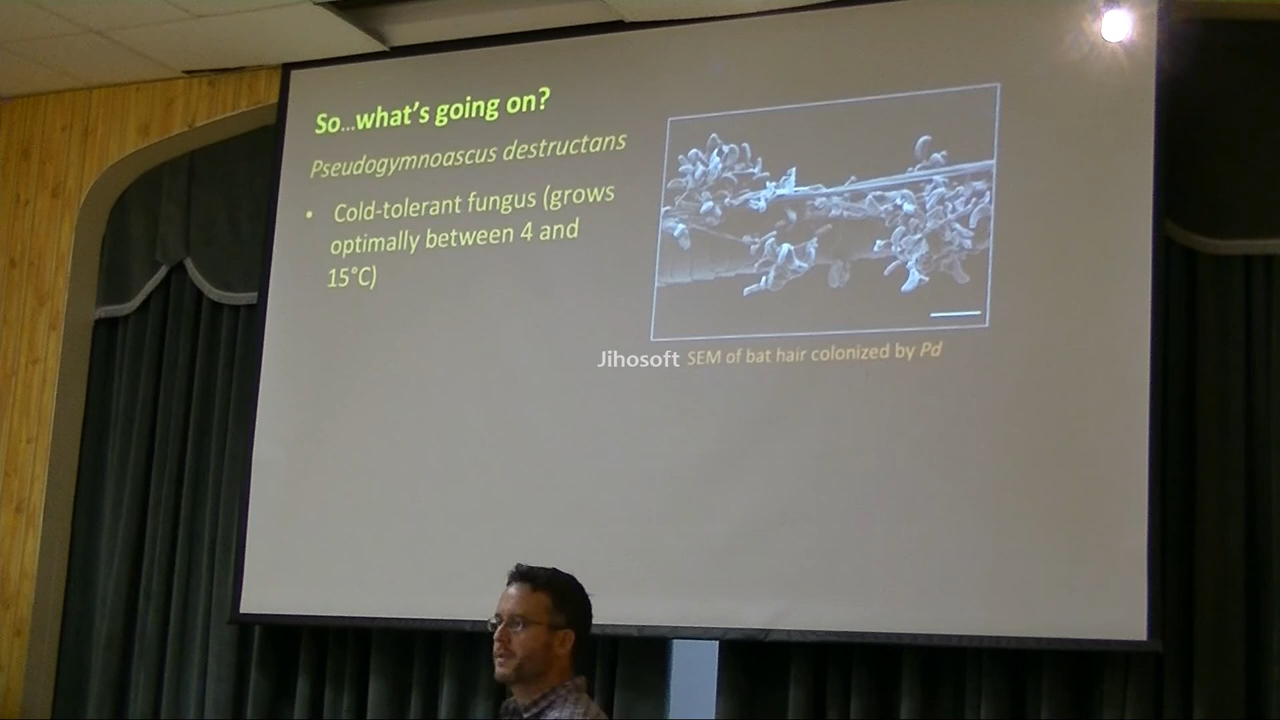 So...what's going on?
Pseudogymnoascus destructans
• Cold-tolerant fungus (grows
optimally between 4 and
15°C)
Jihosoft
SEM of bat hair colonized by Pd